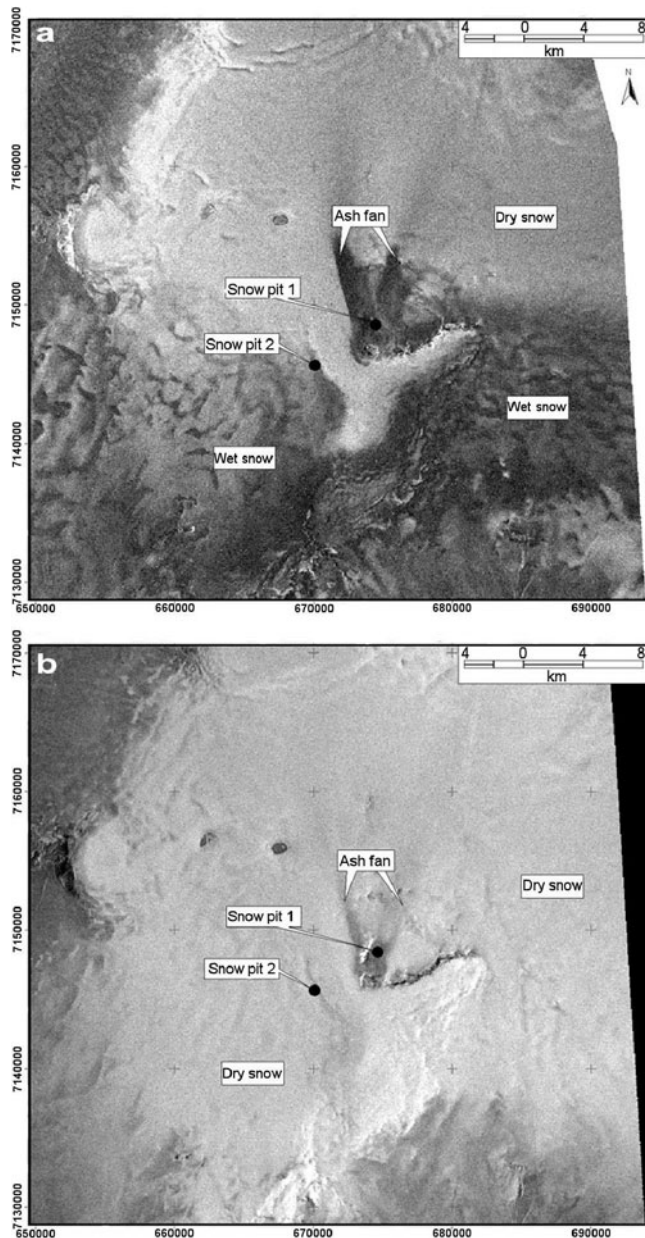 a
4 0 4 8
km
N
7170000
7160000
7150000
7140000
7130000
Ash fan
Dry snow
Snow pit 1
Snow pit 2
Wet snow
Wet snow
650000 660000 670000 680000 690000
b
4 0 4 8
km
7170000
7160000
7150000
7140000
7130000
Ash fan
Dry snow
Snow pit 1
Snow pit 2
Dry snow
650000 660000 670000 680000 690000